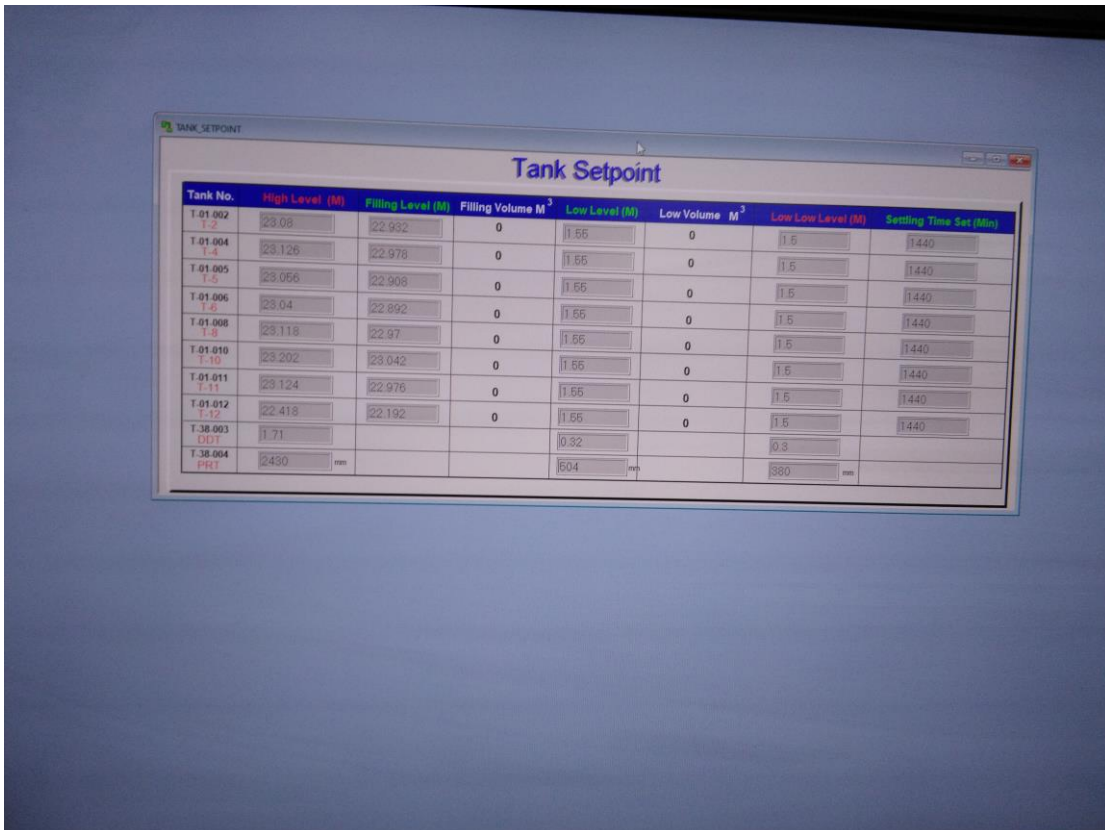 TANK_SETPOINT
Tank Setpoint
Tank No. High Level (M) Filling Level (M) Filling Volume M3 Low Level (M) Low Volume M3 Low Low Level (M) Settling Time Set (Min)
T-01-002 T-2 23.08 22.932 0 1.55 0 1.5 1440
T-01-004 T-4 23.126 22.978 0 1.55 0 1.5 1440
T-01-005 T-5 23.056 22.908 0 1.55 0 1.5 1440
T-01-006 T-6 23.04 22.892 0 1.55 0 1.5 1440
T-01-008 T-8 23.118 22.97 0 1.55 0 1.5 1440
T-01-010 T-10 23.202 23.042 0 1.55 0 1.5 1440
T-01-011 T-11 23.124 22.976 0 1.55 0 1.5 1440
T-01-012 T-12 22.418 22.192 0 1.55 0 1.5 1440
T-38-003 DDT 1.71 0.32 0.3
T-38-004 PRT 2430 mm 604 mm 380 mm